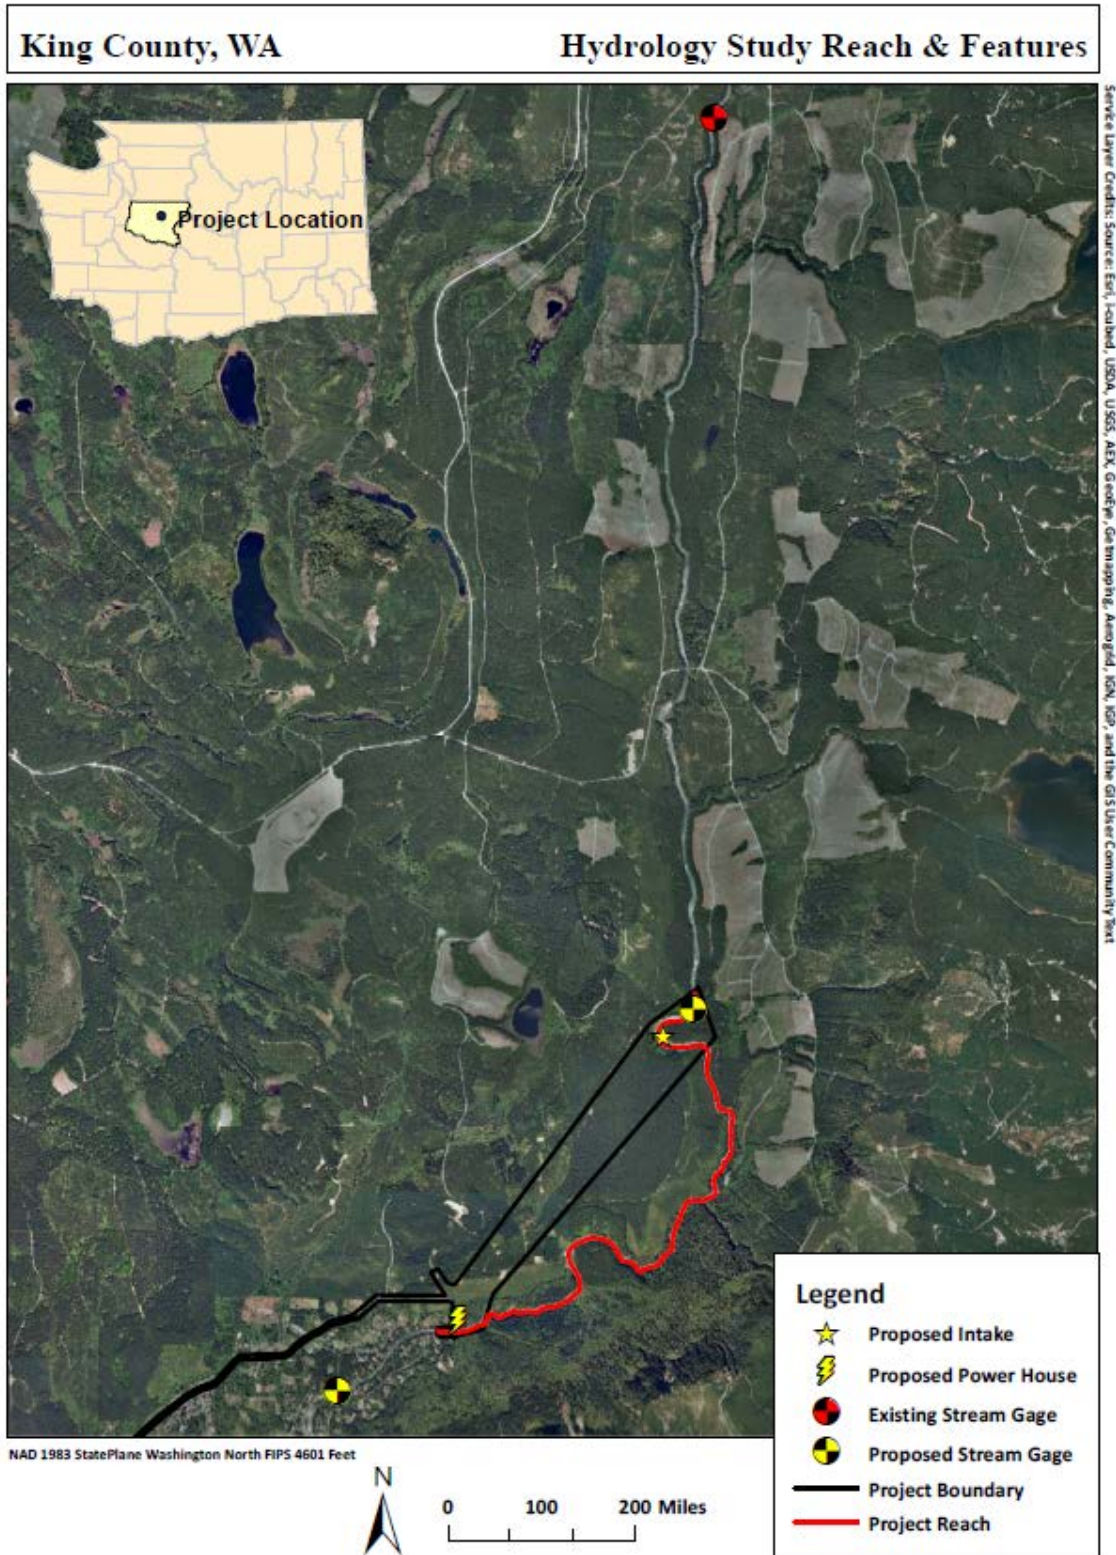 King County, WA
Hydrology Study Reach & Features
Project Location
Service Layer Credits: Source: Esri, i-cubed, USDA, USGS, AEX, GeoEye, Getmapping, Aerogrid, IGN, IGP, and the GIS User Community Text
Legend
Proposed Intake
Proposed Power House
Existing Stream Gage
Proposed Stream Gage
Project Boundary
Project Reach
NAD 1983 StatePlane Washington North FIPS 4601 Feet
N
0 100 200 Miles